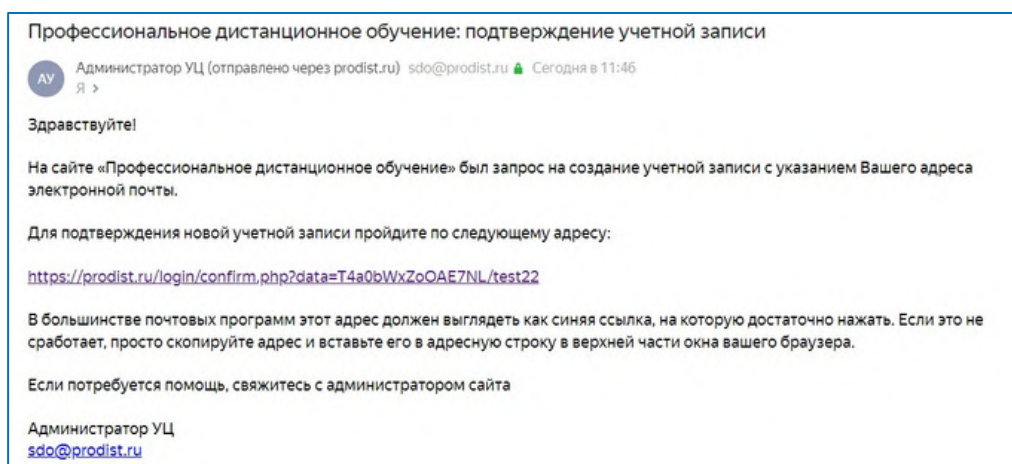 Профессиональное дистанционное обучение: подтверждение учетной записи
АУ
Администратор УЦ (отправлено через prodist.ru) sdo@prodist.ru Сегодня в 11:46
Я >
Здравствуйте!
На сайте «Профессиональное дистанционное обучение» был запрос на создание учетной записи с указанием Вашего адреса
электронной почты.
Для подтверждения новой учетной записи пройдите по следующему адресу:
https://prodist.ru/login/confirm.php?data=T4a0bWxZoOAE7NL/test22
В большинстве почтовых программ этот адрес должен выглядеть как синяя ссылка, на которую достаточно нажать. Если это не
сработает, просто скопируйте адрес и вставьте его в адресную строку в верхней части окна вашего браузера.
Если потребуется помощь, свяжитесь с администратором сайта
Администратор УЦ
sdo@prodist.ru